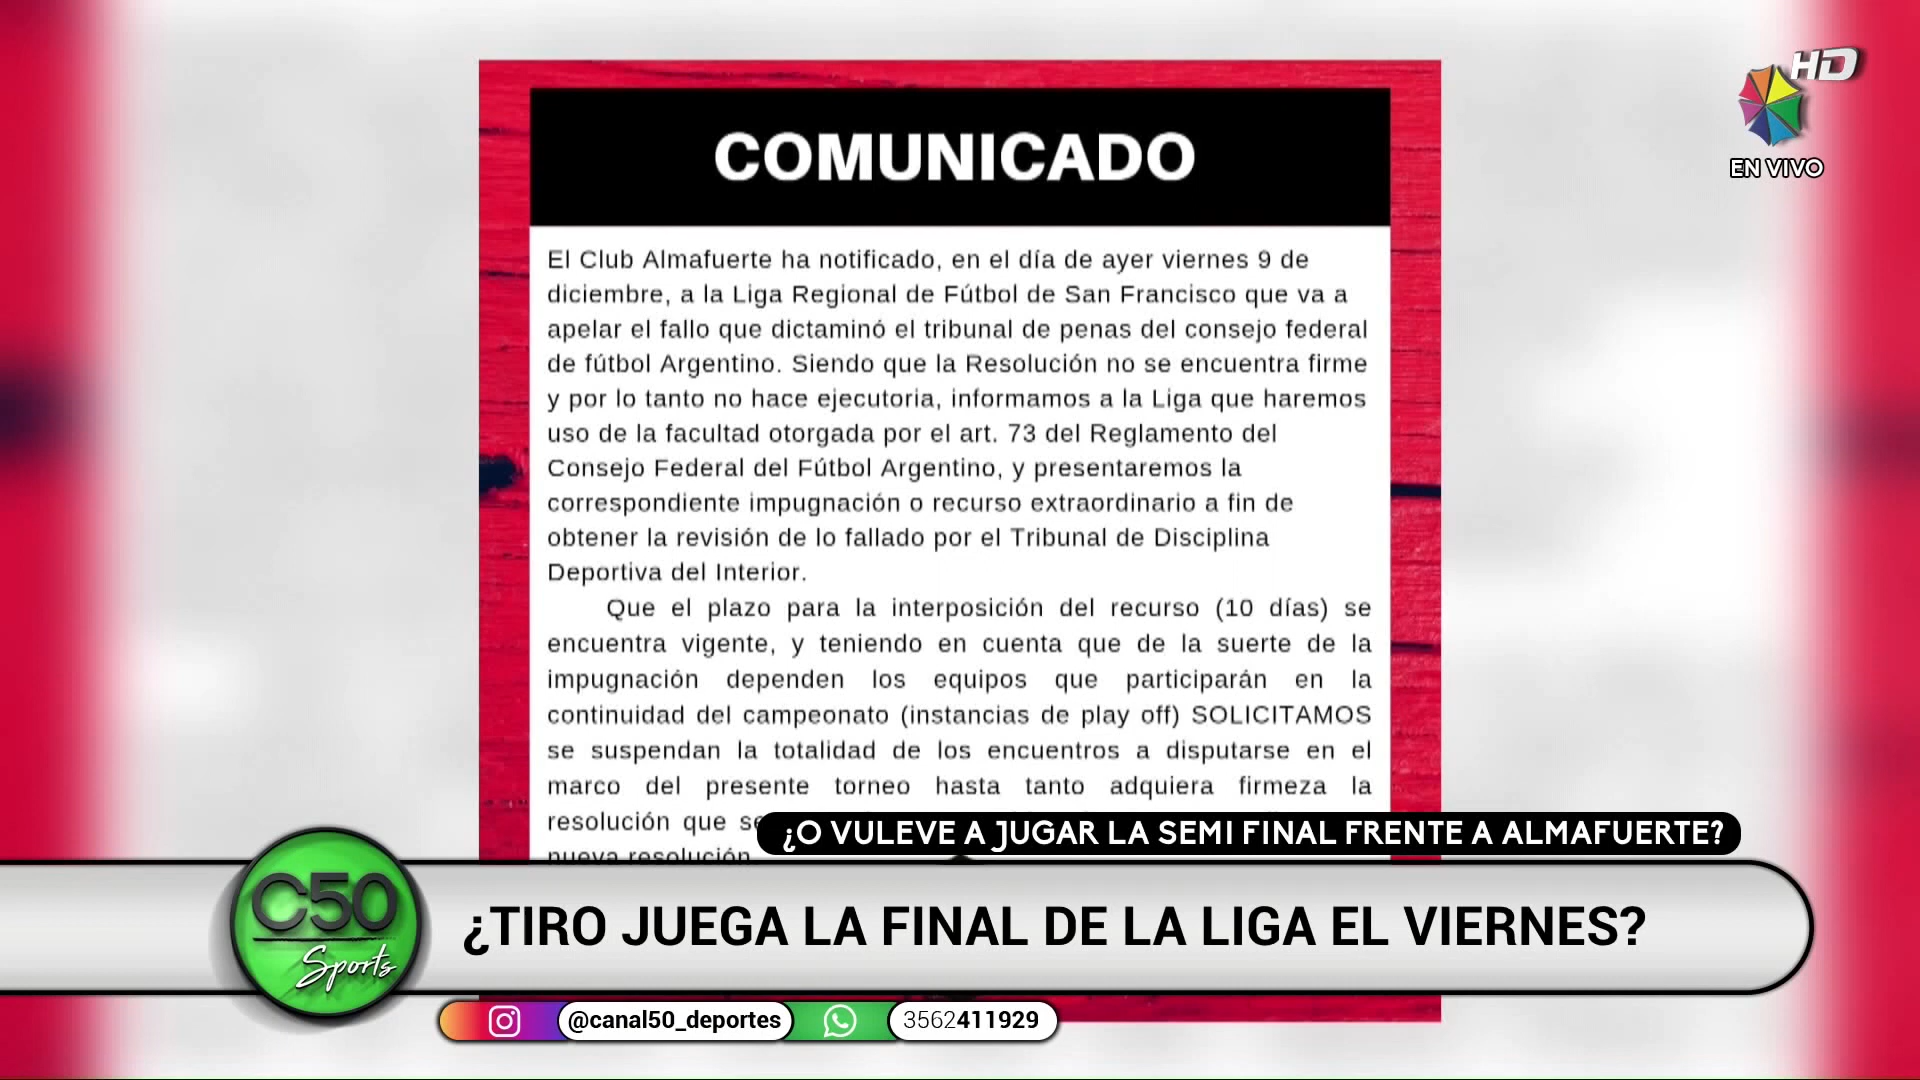 HD
EN VIVO
COMUNICADO
El Club Almafuerte ha notificado, en el día de ayer viernes 9 de
diciembre, a la Liga Regional de Fútbol de San Francisco que va a
apelar el fallo que dictaminó el tribunal de penas del consejo federal
de fútbol Argentino. Siendo que la Resolución no se encuentra firme
y por lo tanto no hace ejecutoria, informamos a la Liga que haremos
uso de la facultad otorgada por el art. 73 del Reglamento del
Consejo Federal del Fútbol Argentino, y presentaremos la
correspondiente impugnación o recurso extraordinario a fin de
obtener la revisión de lo fallado por el Tribunal de Disciplina
Deportiva del Interior.
Que el plazo para la interposición del recurso (10 días) se
encuentra vigente, y teniendo en cuenta que de la suerte de la
impugnación dependen los equipos que participarán en la
continuidad del campeonato (instancias de play off) SOLICITAMOS
se suspendan la totalidad de los encuentros a disputarse en el
marco del presente torneo hasta tanto adquiera firmeza la
resolución que se
nueva resolución
¿O VULEVE A JUGAR LA SEMI FINAL FRENTE A ALMAFUERTE?
C50
Sports
¿TIRO JUEGA LA FINAL DE LA LIGA EL VIERNES?
@canal50_deportes
3562411929